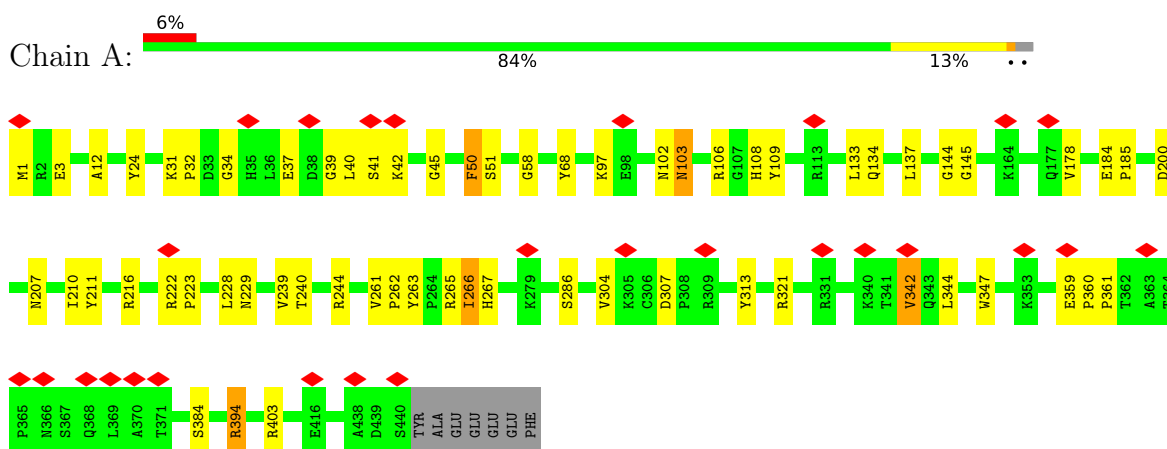 6%
Chain A:
84% 13% • •
M1 R2 E3 A12 Y24 K31 P32 D33 G34 H35 L36 E37 D38 G39 L40 S41 K42 G45 F50 S51 G58 Y68 K97 E98 N102 N103 R106 G107 H108 Y109 R113 L133 Q134 L137 G144 G145 K164 Q177 V178 E184 P185 D200
N207 I210 Y211 R216 R222 P223 L228 N229 V239 T240 R244 V261 P262 Y263 P264 R265 I266 H267 K279 S286 V304 K305 C306 D307 P308 R309 Y313 R321 R331 K340 T341 V342 Q343 L344 W347 K353 E359 P360 P361 T362 A363 T364
P365 N366 S367 Q368 L369 A370 T371 S384 R394 R403 E416 A438 D439 S440 TYR ALA GLU GLU GLU GLU PHE